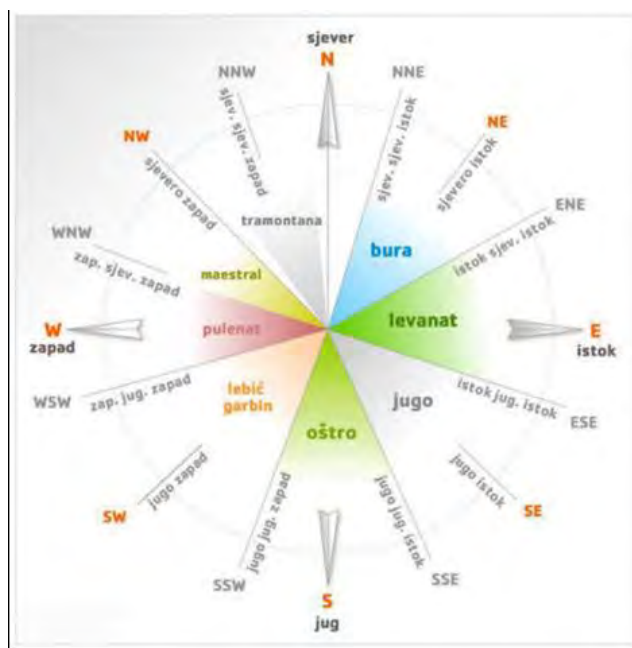 sjever
N
NNW
NNE
sjev. sjev. zapad
sjev. sjev. istok
NW
NE
sjevero zapad
sjevero istok
tramontana
ENE
istok sjev. istok
WNW
zap. sjev. zapad
bura
maestral
levanat
pulenat
W
zapad
E
istok
WSW
zap. jug. zapad
lebić
garbin
jugo
istok jug. istok
ESE
oštro
jugo zapad
jugo istok
SW
SE
jugo jug. zapad
jugo jug. istok
SSW
SSE
S
jug